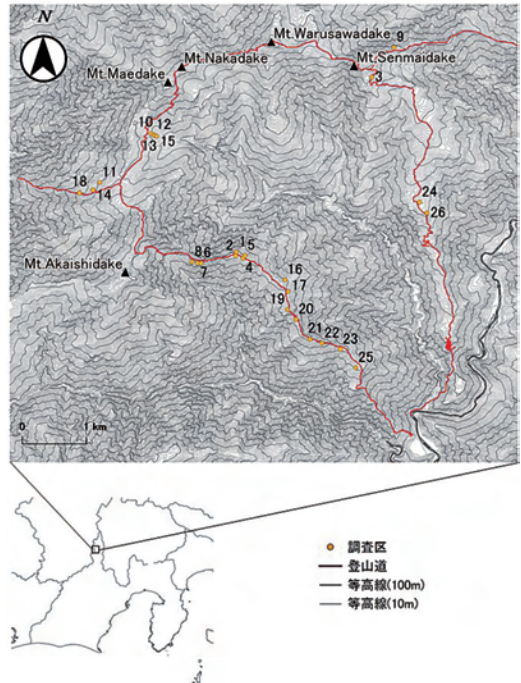 N
Mt.Warusawadake
9
Mt.Nakadake
Mt.Senmaidake
Mt.Maedake
3
10 12
13 15
11
18 14
24
26
2 1 5
4
8 6
7
Mt.Akaishidake
16
17
19 20
21 22 23
25
0 1 km
調査区
登山道
等高線(100m)
等高線(10m)